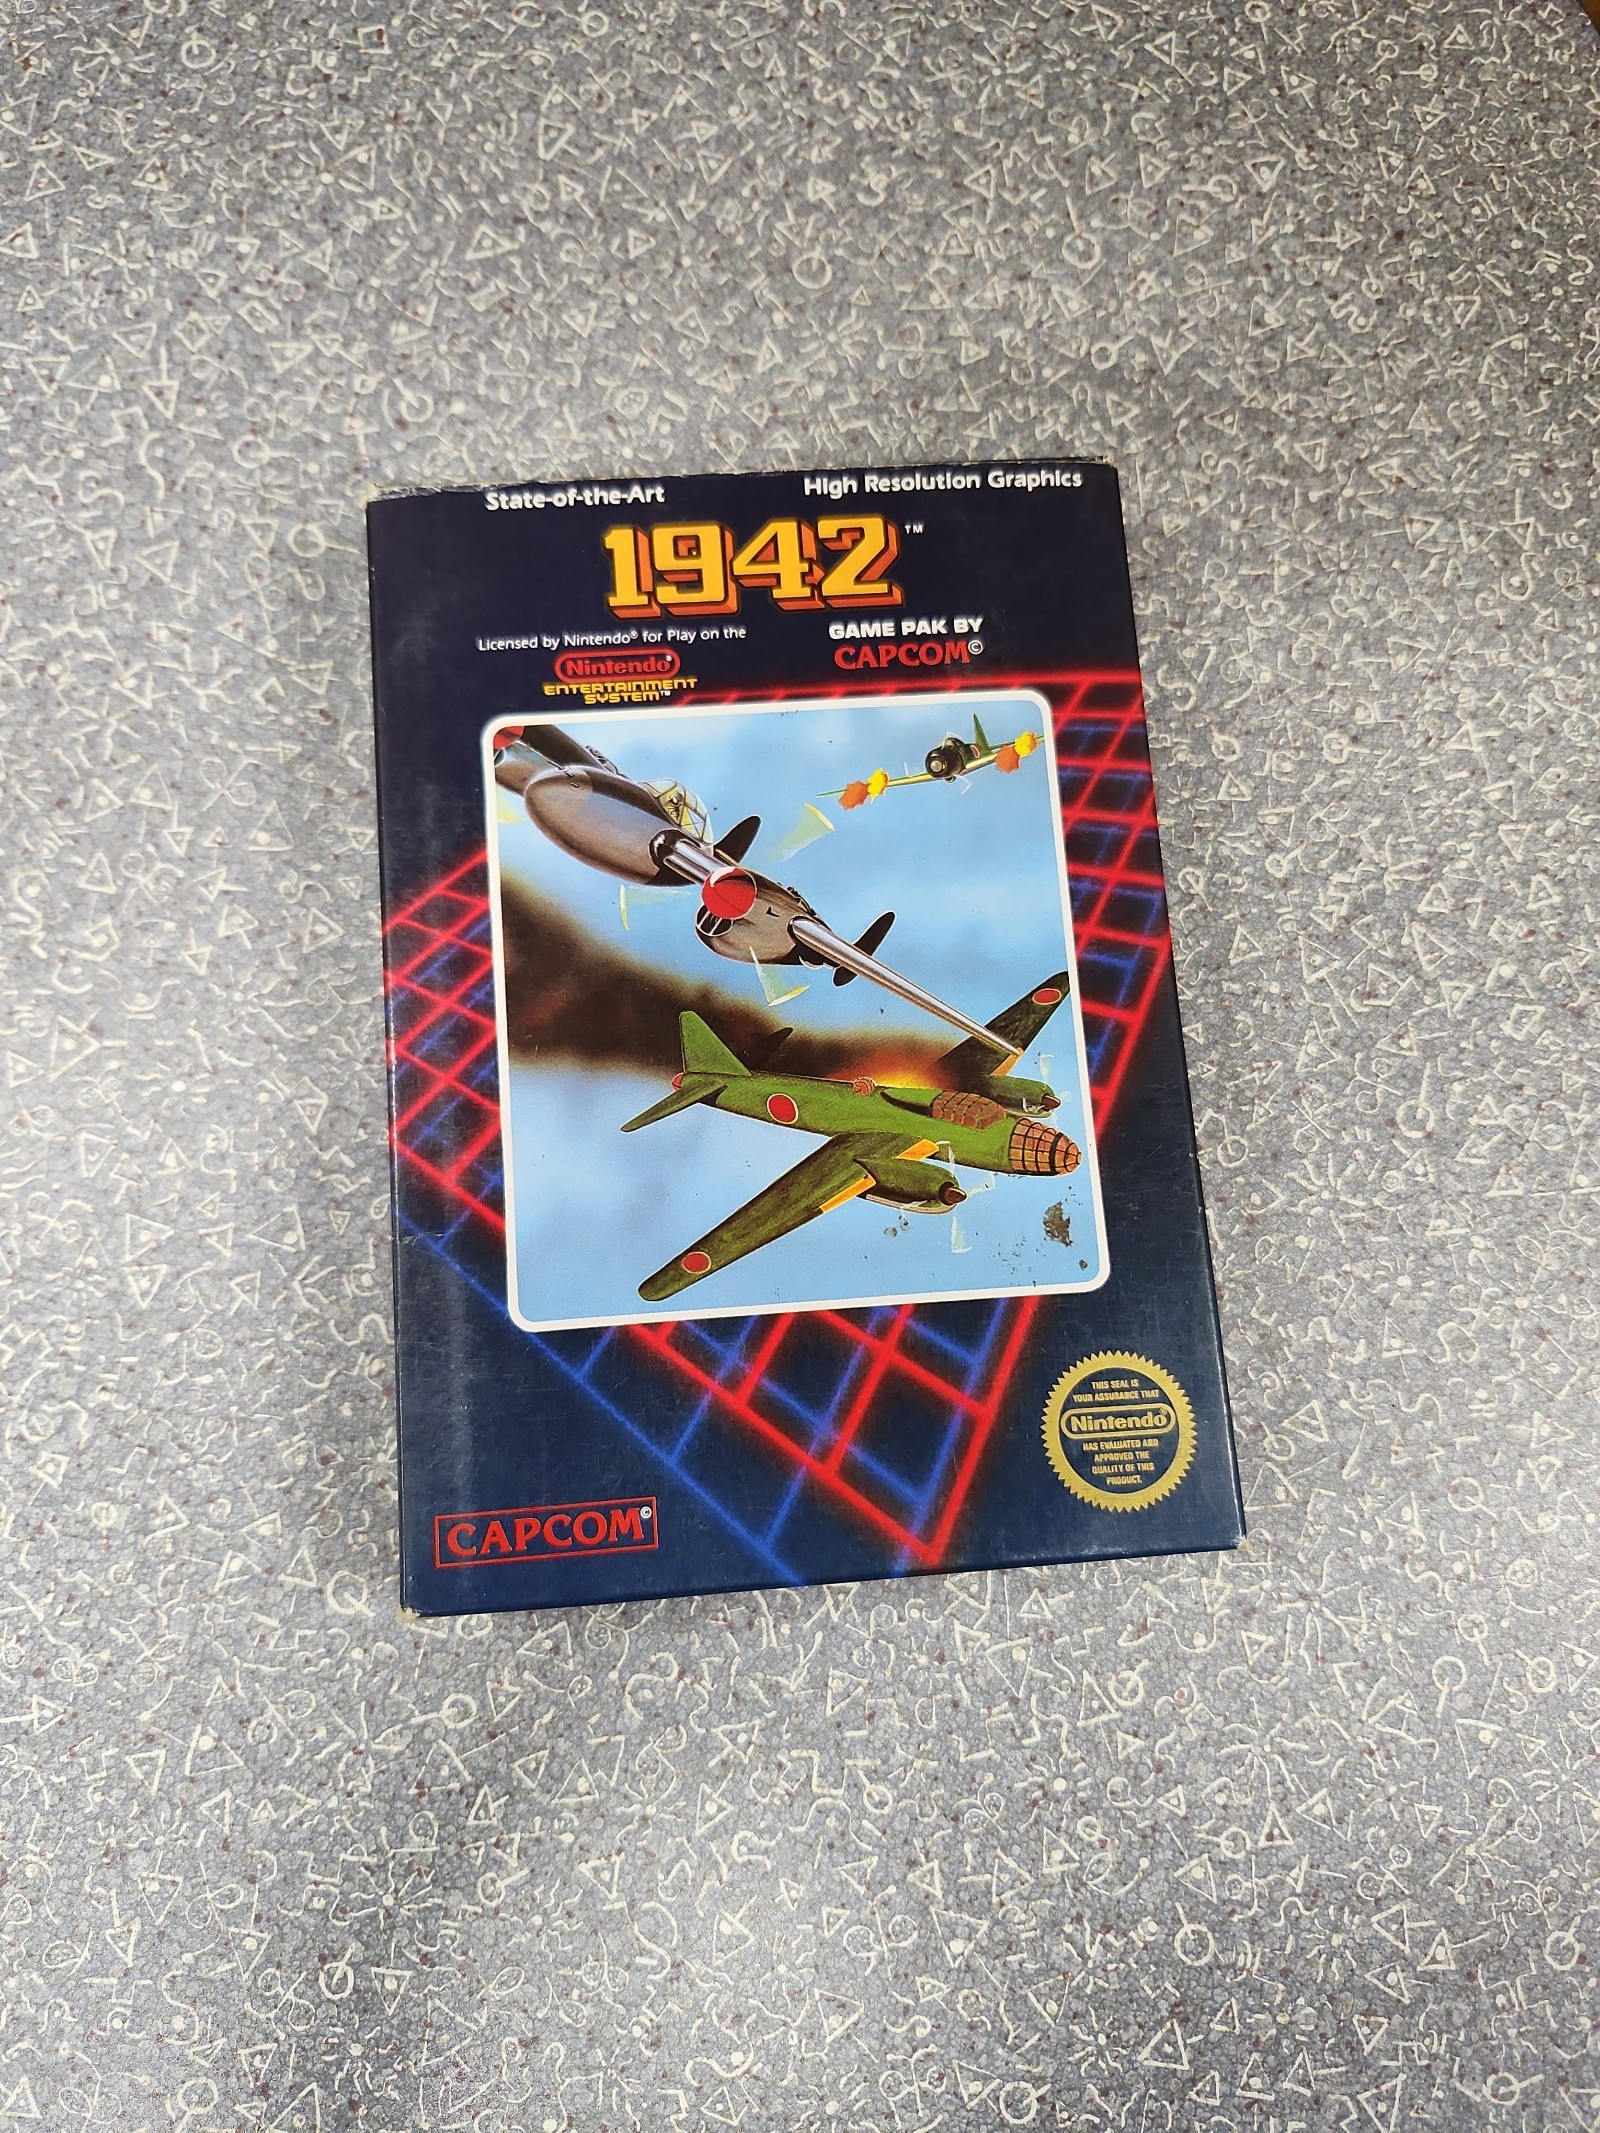 State-of-the-Art
High Resolution Graphics
1942™
Licensed by Nintendo® for Play on the
Nintendo®
ENTERTAINMENT
SYSTEM™
GAME PAK BY
CAPCOM©
THIS SEAL IS
YOUR ASSURANCE THAT
Nintendo®
HAS EVALUATED AND
APPROVED THE
QUALITY OF THIS
PRODUCT.
CAPCOM©